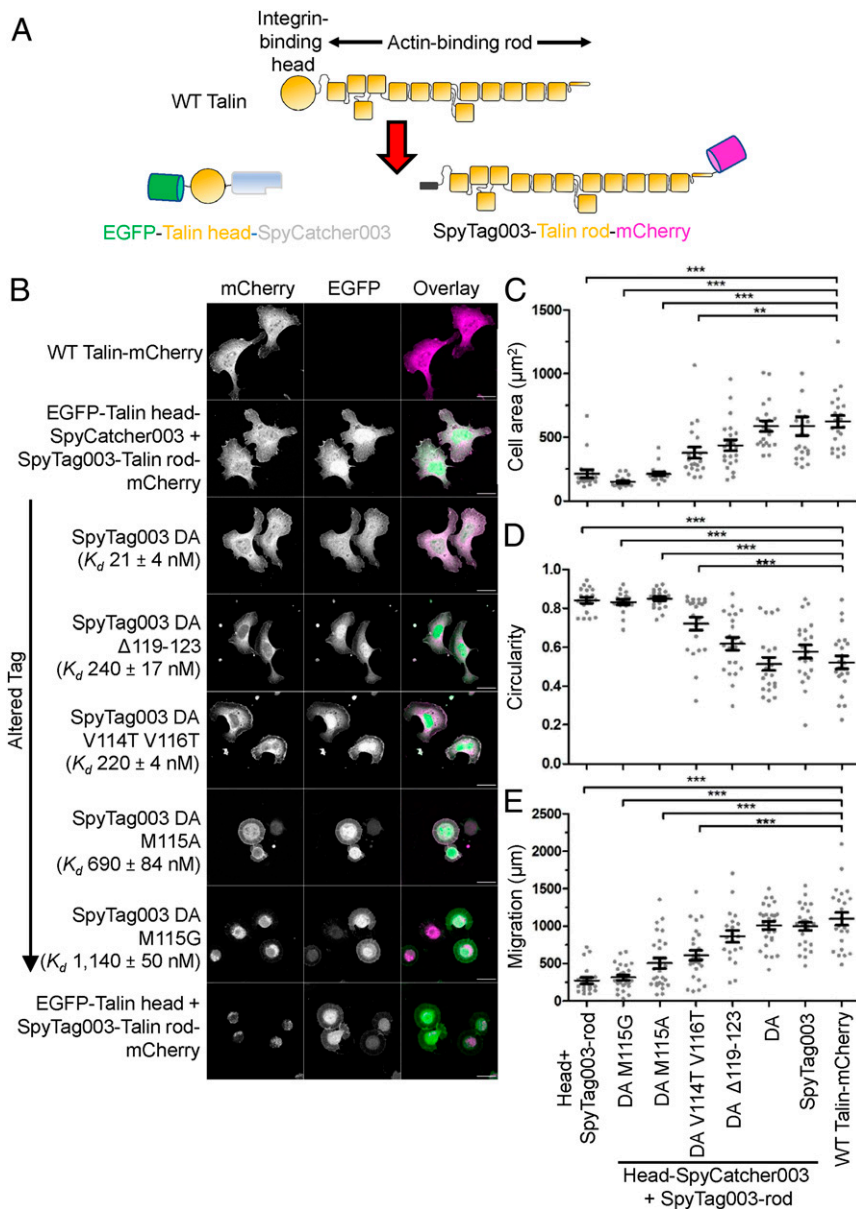 A
Integrin-
binding
head
Actin-binding rod
WT Talin
EGFP-Talin head-SpyCatcher003
SpyTag003-Talin rod-mCherry
B
mCherry EGFP Overlay
WT Talin-mCherry
EGFP-Talin head-
SpyCatcher003 +
SpyTag003-Talin rod-
mCherry
Altered Tag
SpyTag003 DA
(Kd 21 ± 4 nM)
SpyTag003 DA
Δ119-123
(Kd 240 ± 17 nM)
SpyTag003 DA
V114T V116T
(Kd 220 ± 4 nM)
SpyTag003 DA
M115A
(Kd 690 ± 84 nM)
SpyTag003 DA
M115G
(Kd 1,140 ± 50 nM)
EGFP-Talin head +
SpyTag003-Talin rod-
mCherry
C
***
***
***
**
Cell area (µm²)
1500
1000
500
0
D
***
***
***
***
Circularity
1.0
0.8
0.6
0.4
0.2
0.0
E
***
***
***
***
Migration (µm)
2500
2000
1500
1000
500
0
Head+
SpyTag003-rod
DA M115G
DA M115A
DA V114T V116T
DA Δ119-123
DA
SpyTag003
WT Talin-mCherry
Head-SpyCatcher003
+ SpyTag003-rod